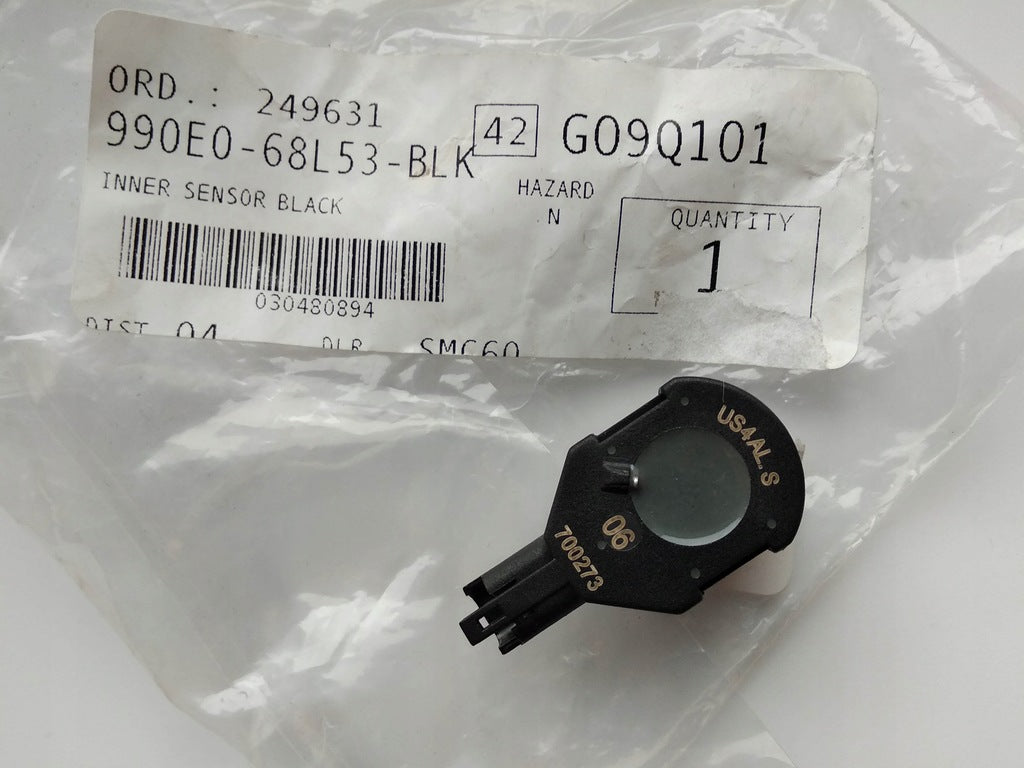 ORD.: 249631
990E0-68L53-BLK
42
G09Q101
INNER SENSOR BLACK
HAZARD
N
QUANTITY
1
030480894
DIST 04
DLR
SMC60
US4AL.S
06
700273